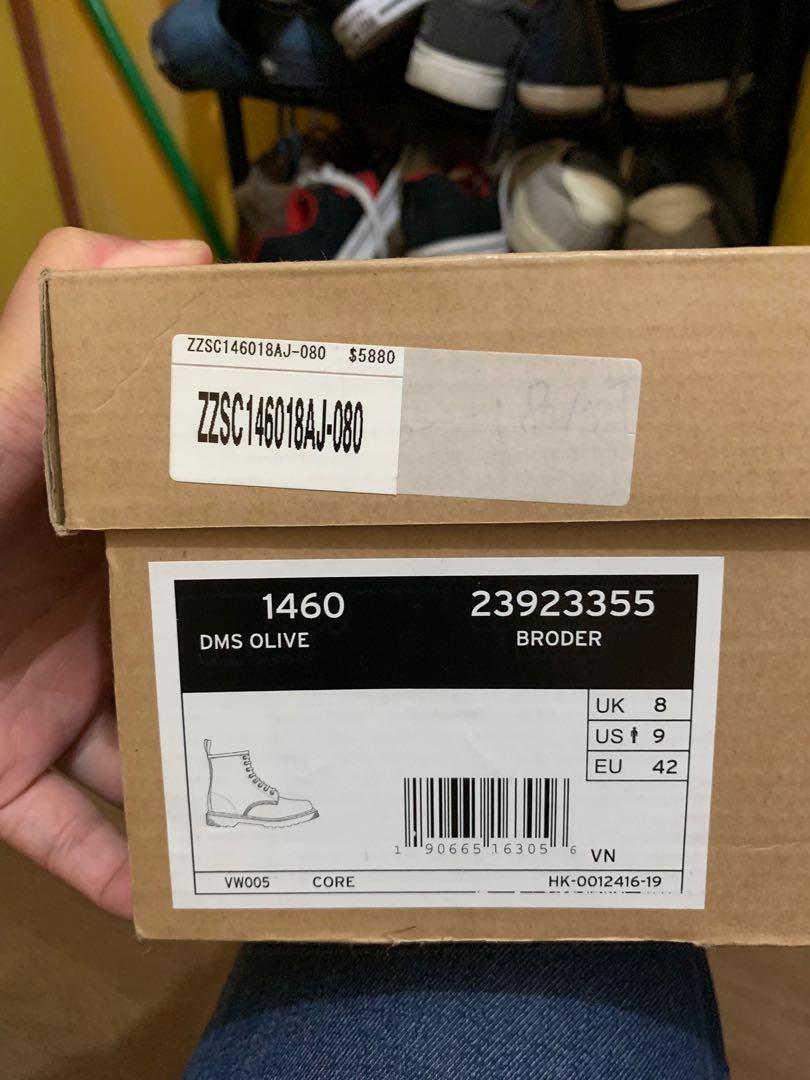 ZZSC146018AJ-080 $5880
ZZSC146018AJ-080
1460 23923355
DMS OLIVE BRODER
UK 8
US 9
EU 42
1 90665 16305 6
VN
VW005 CORE HK-0012416-19